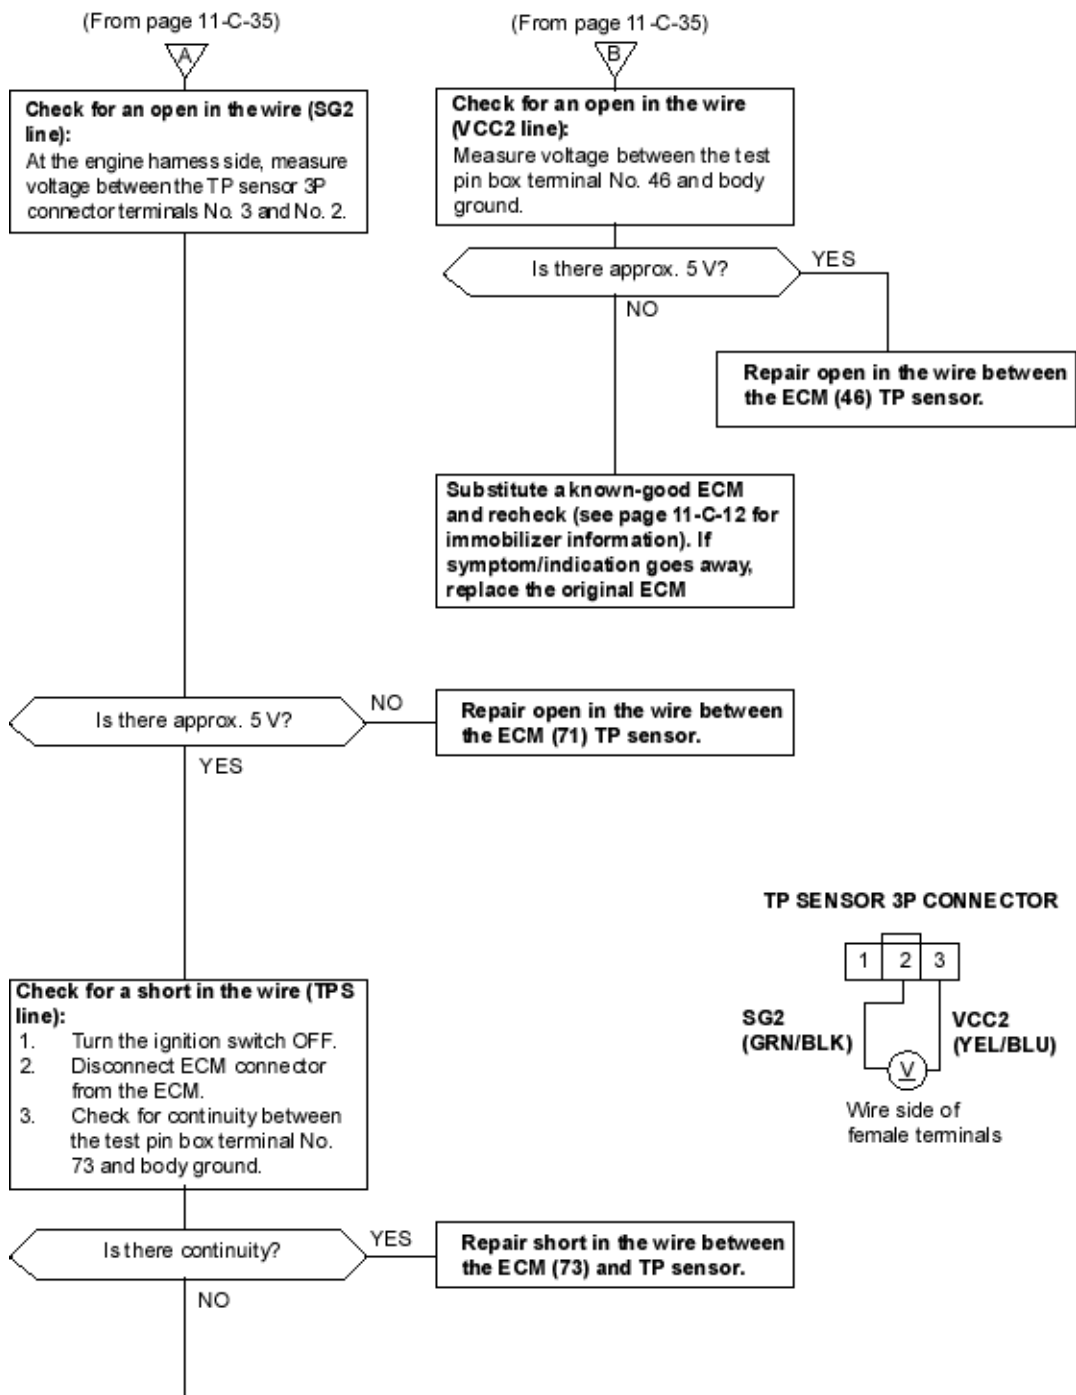 (From page 11-C-35)
A
Check for an open in the wire (SG2
line):
At the engine harness side, measure
voltage between the TP sensor 3P
connector terminals No. 3 and No. 2.
(From page 11-C-35)
B
Check for an open in the wire
(VCC2 line):
Measure voltage between the test
pin box terminal No. 46 and body
ground.
Is there approx. 5 V?
YES
NO
Repair open in the wire between
the ECM (46) TP sensor.
Substitute a known-good ECM
and recheck (see page 11-C-12 for
immobilizer information). If
symptom/indication goes away,
replace the original ECM
Is there approx. 5 V?
NO
YES
Repair open in the wire between
the ECM (71) TP sensor.
TP SENSOR 3P CONNECTOR
1 2 3
SG2
(GRN/BLK)
VCC2
(YEL/BLU)
V
Wire side of
female terminals
Check for a short in the wire (TPS
line):
1. Turn the ignition switch OFF.
2. Disconnect ECM connector
from the ECM.
3. Check for continuity between
the test pin box terminal No.
73 and body ground.
Is there continuity?
YES
NO
Repair short in the wire between
the ECM (73) and TP sensor.